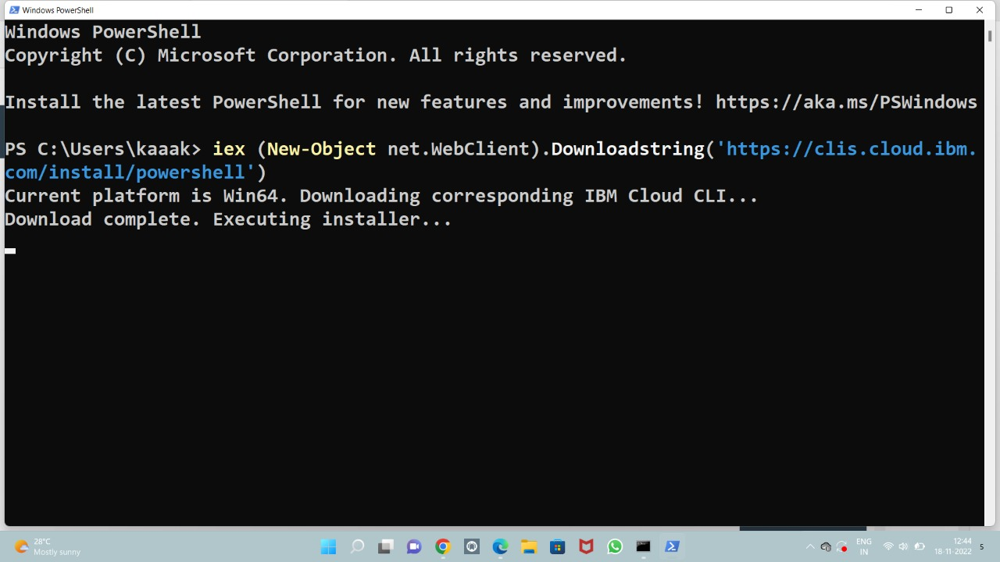 Windows PowerShell
Windows PowerShell
Copyright (C) Microsoft Corporation. All rights reserved.
Install the latest PowerShell for new features and improvements! https://aka.ms/PSWindows
PS C:\Users\kaaak> iex (New-Object net.WebClient).Downloadstring('https://clis.cloud.ibm.
com/install/powershell')
Current platform is Win64. Downloading corresponding IBM Cloud CLI...
Download complete. Executing installer...
28°C
Mostly sunny
ENG
IN
12:44
18-11-2022
5